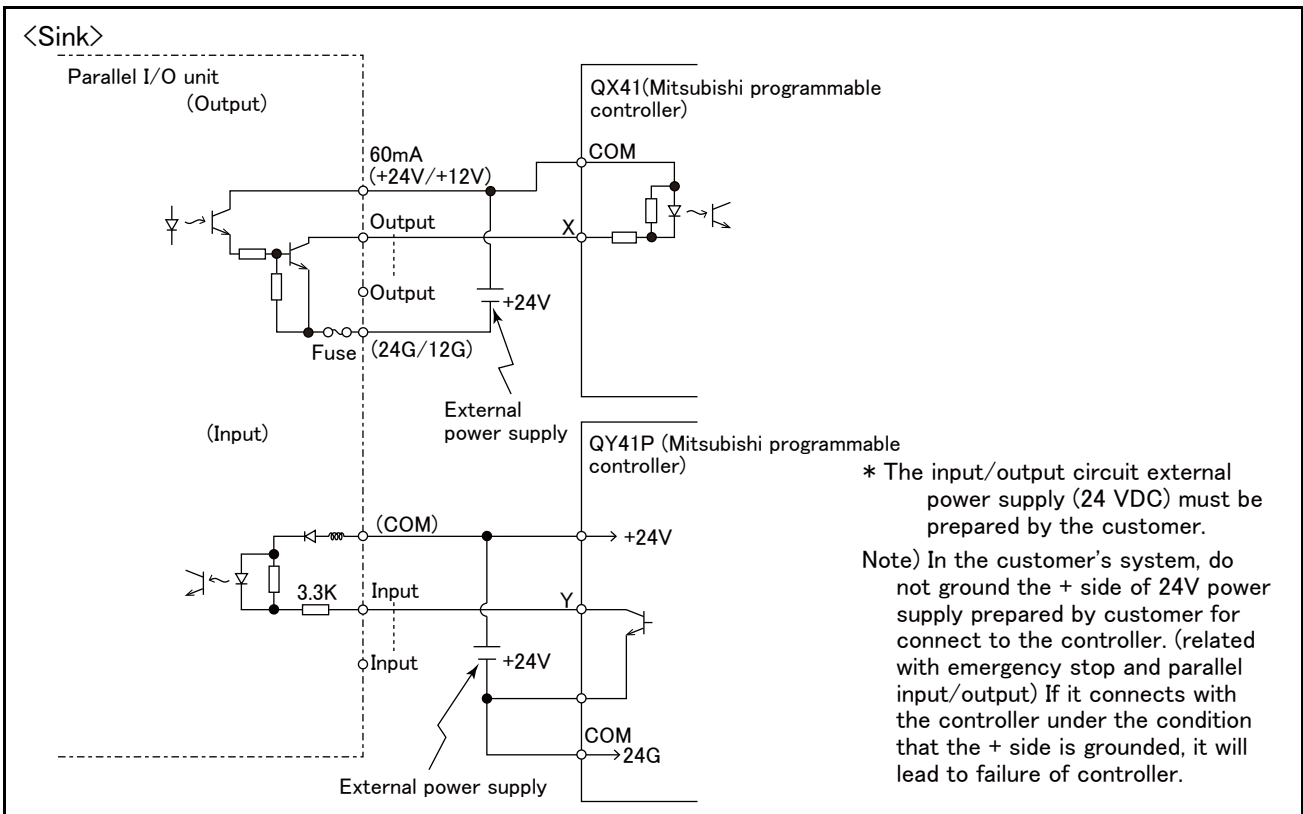 <Sink>
Parallel I/O unit
(Output)
QX41(Mitsubishi programmable
controller)
60mA
(+24V/+12V)
COM
Output
X
Output
+24V
Fuse
(24G/12G)
External
power supply
(Input)
QY41P (Mitsubishi programmable
controller)
(COM)
+24V
3.3K
Input
Y
Input
+24V
COM
24G
External power supply
* The input/output circuit external
power supply (24 VDC) must be
prepared by the customer.
Note) In the customer's system, do
not ground the + side of 24V power
supply prepared by customer for
connect to the controller. (related
with emergency stop and parallel
input/output) If it connects with
the controller under the condition
that the + side is grounded, it will
lead to failure of controller.